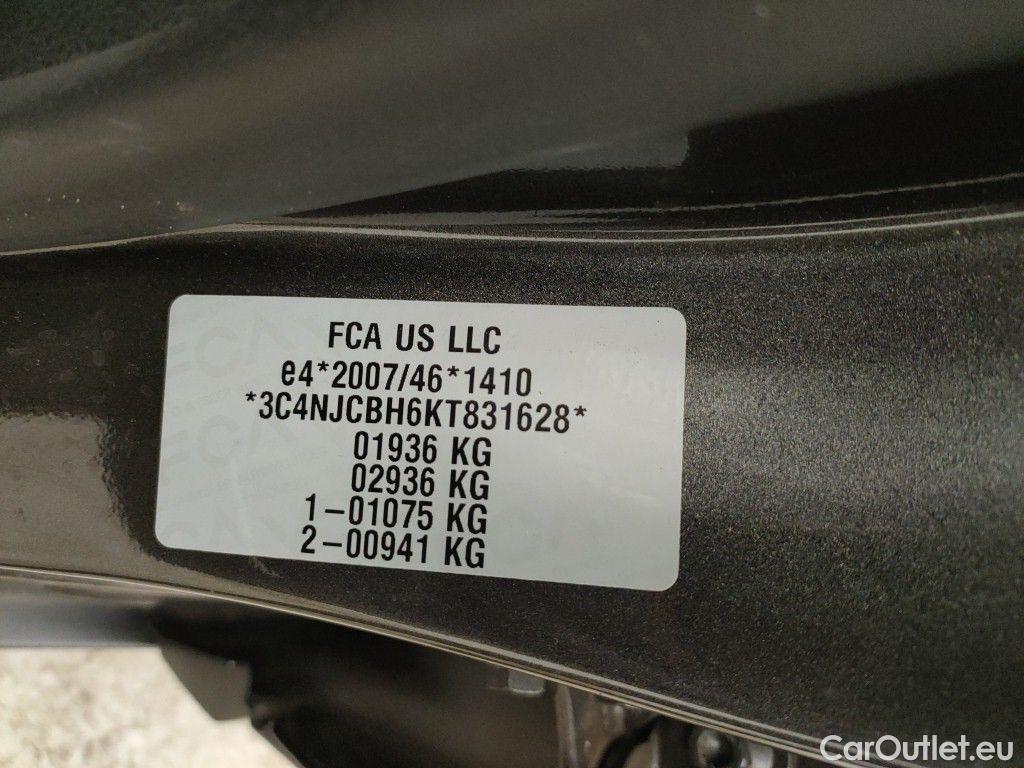 FCA US LLC
e4*2007/46*1410
*3C4NJCBH6KT831628*
01936 KG
02936 KG
1-01075 KG
2-00941 KG
CarOutlet.eu